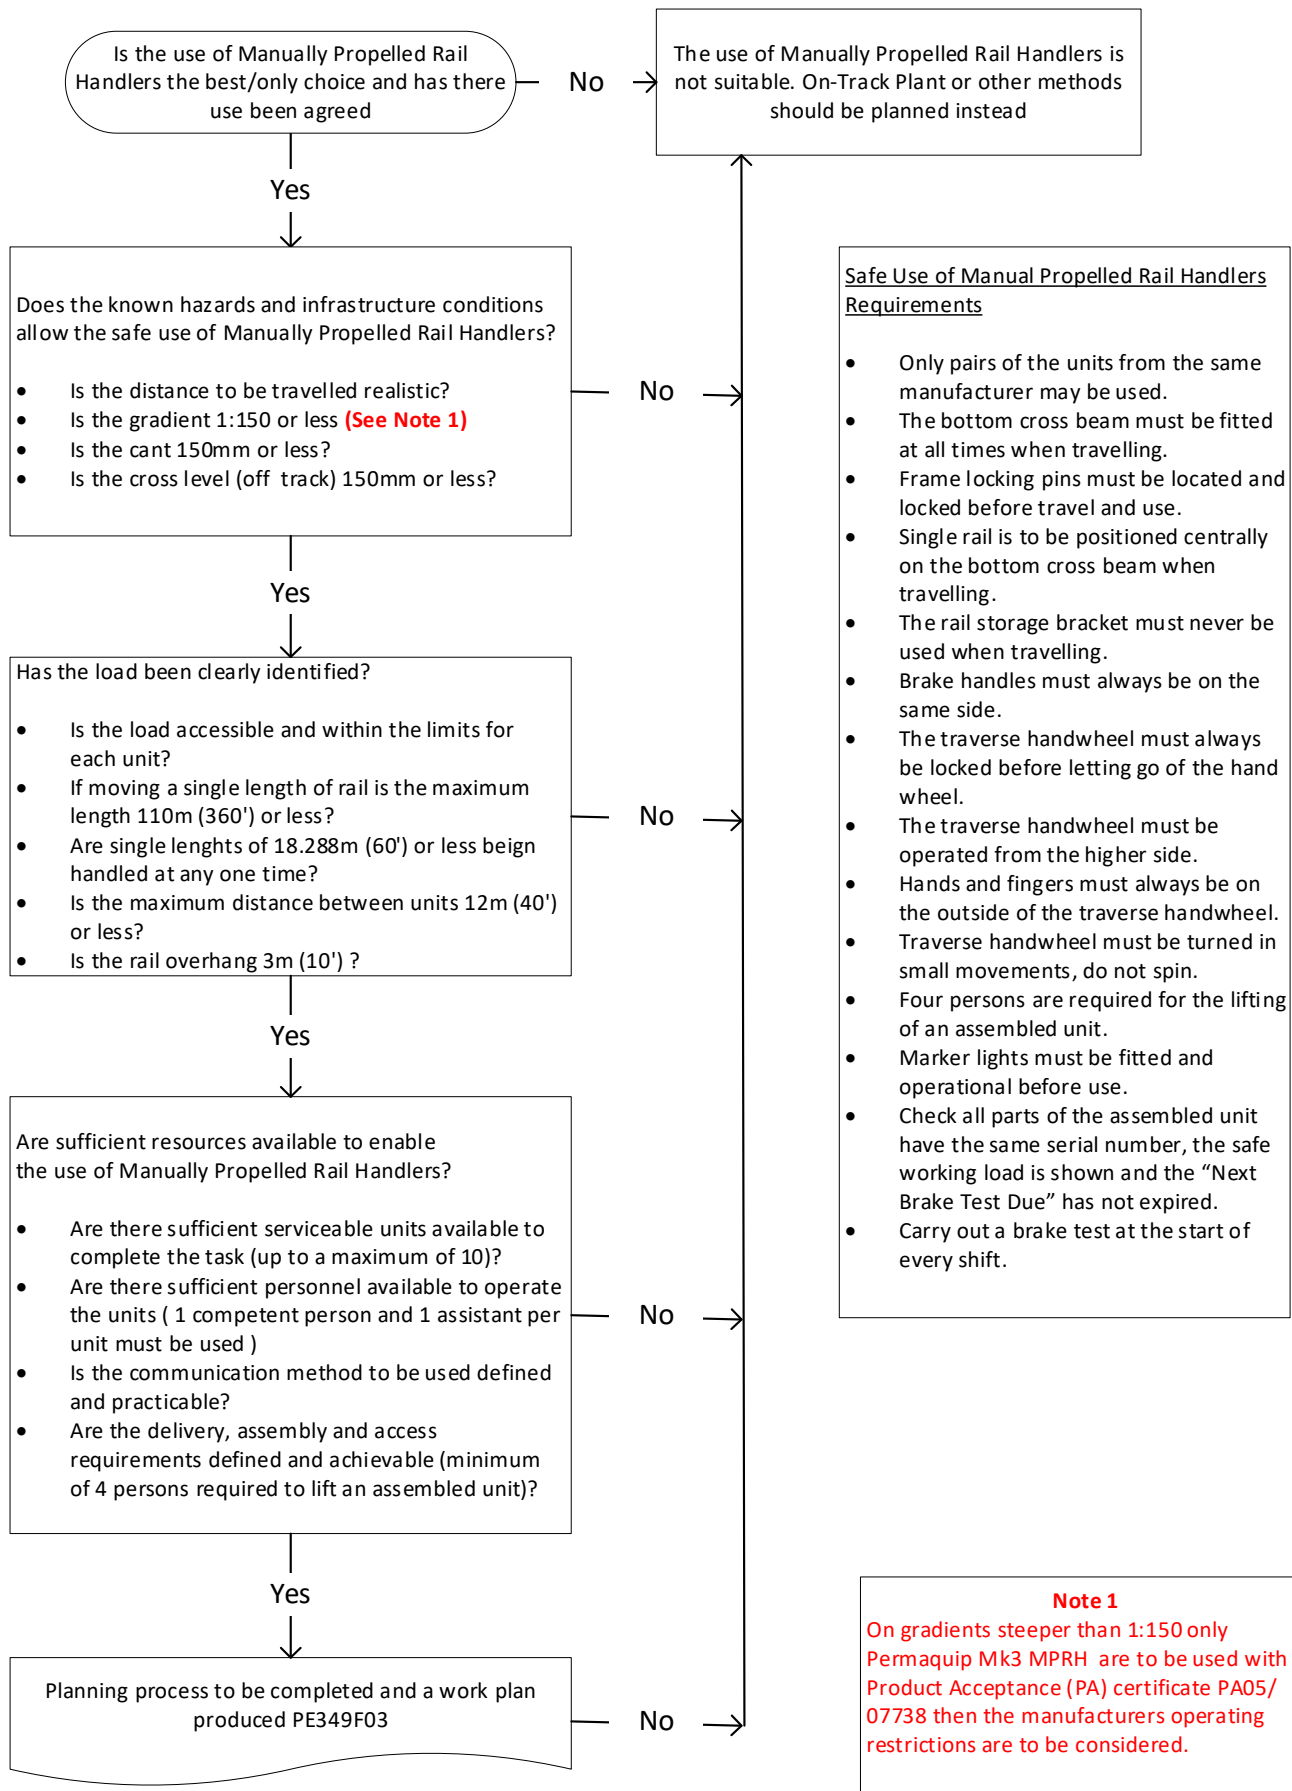 Is the use of Manually Propelled Rail
Handlers the best/only choice and has there
use been agreed
No
The use of Manually Propelled Rail Handlers is
not suitable. On-Track Plant or other methods
should be planned instead
Yes
Does the known hazards and infrastructure conditions
allow the safe use of Manually Propelled Rail Handlers?
• Is the distance to be travelled realistic?
• Is the gradient 1:150 or less (See Note 1)
• Is the cant 150mm or less?
• Is the cross level (off track) 150mm or less?
No
Yes
Has the load been clearly identified?
• Is the load accessible and within the limits for
each unit?
• If moving a single length of rail is the maximum
length 110m (360') or less?
• Are single lenghts of 18.288m (60') or less beign
handled at any one time?
• Is the maximum distance between units 12m (40')
or less?
• Is the rail overhang 3m (10') ?
No
Yes
Are sufficient resources available to enable
the use of Manually Propelled Rail Handlers?
• Are there sufficient serviceable units available to
complete the task (up to a maximum of 10)?
• Are there sufficient personnel available to operate
the units ( 1 competent person and 1 assistant per
unit must be used )
• Is the communication method to be used defined
and practicable?
• Are the delivery, assembly and access
requirements defined and achievable (minimum
of 4 persons required to lift an assembled unit)?
No
Yes
Planning process to be completed and a work plan
produced PE349F03
No
Safe Use of Manual Propelled Rail Handlers
Requirements
• Only pairs of the units from the same
manufacturer may be used.
• The bottom cross beam must be fitted
at all times when travelling.
• Frame locking pins must be located and
locked before travel and use.
• Single rail is to be positioned centrally
on the bottom cross beam when
travelling.
• The rail storage bracket must never be
used when travelling.
• Brake handles must always be on the
same side.
• The traverse handwheel must always
be locked before letting go of the hand
wheel.
• The traverse handwheel must be
operated from the higher side.
• Hands and fingers must always be on
the outside of the traverse handwheel.
• Traverse handwheel must be turned in
small movements, do not spin.
• Four persons are required for the lifting
of an assembled unit.
• Marker lights must be fitted and
operational before use.
• Check all parts of the assembled unit
have the same serial number, the safe
working load is shown and the “Next
Brake Test Due” has not expired.
• Carry out a brake test at the start of
every shift.
Note 1
On gradients steeper than 1:150 only
Permaquip Mk3 MPRH are to be used with
Product Acceptance (PA) certificate PA05/
07738 then the manufacturers operating
restrictions are to be considered.